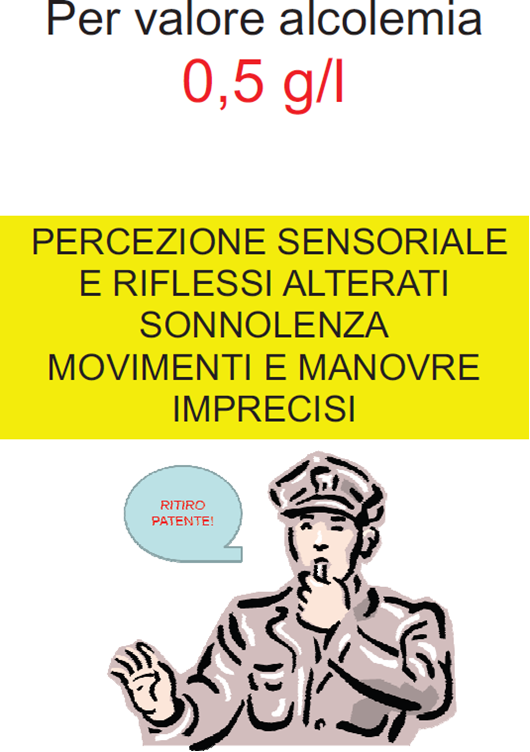 Per valore alcolemia
0,5 g/l
PERCEZIONE SENSORIALE
E RIFLESSI ALTERATI
SONNOLENZA
MOVIMENTI E MANOVRE
IMPRECISI
RITIRO
PATENTE!